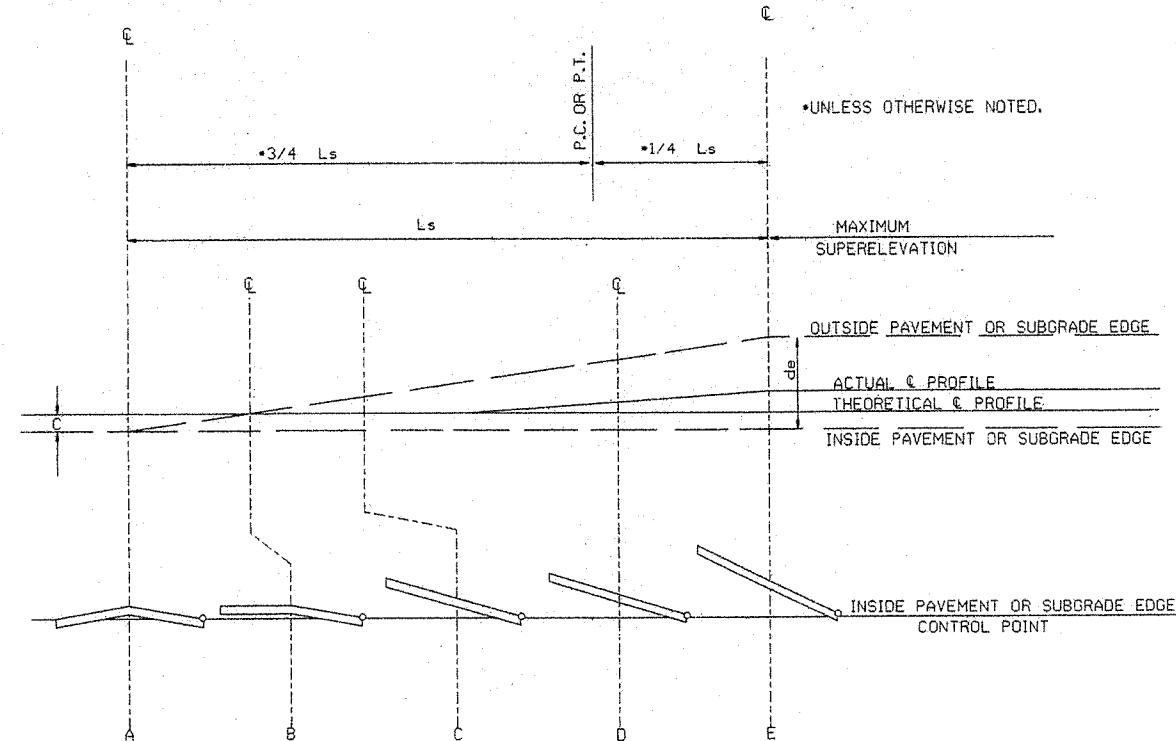 ℄
℄
P.C. OR P.T.
*UNLESS OTHERWISE NOTED.
*3/4 Ls
*1/4 Ls
Ls
MAXIMUM
SUPERELEVATION
℄
℄
℄
OUTSIDE PAVEMENT OR SUBGRADE EDGE
de
ACTUAL ℄ PROFILE
THEORETICAL ℄ PROFILE
C
INSIDE PAVEMENT OR SUBGRADE EDGE
INSIDE PAVEMENT OR SUBGRADE EDGE
CONTROL POINT
A
B
C
D
E